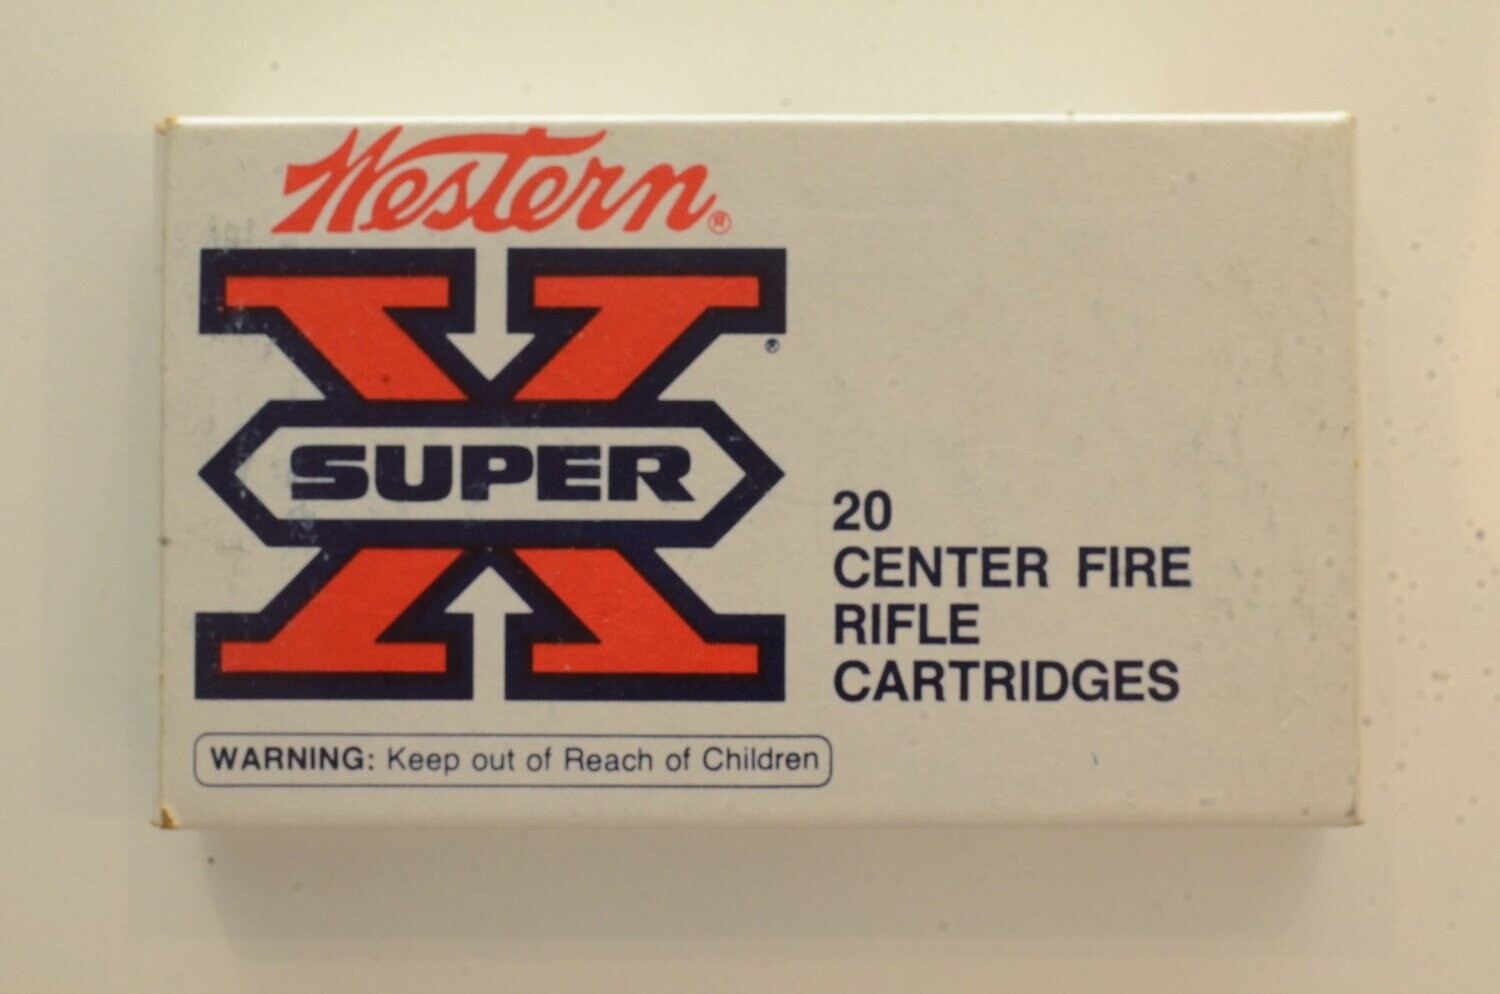 Western®
SUPER X®
20
CENTER FIRE
RIFLE
CARTRIDGES
WARNING: Keep out of Reach of Children